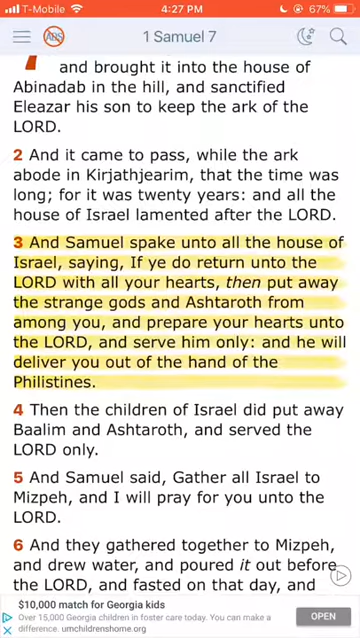 T-Mobile 4:27 PM 67%
ADS 1 Samuel 7
and brought it into the house of
Abinadab in the hill, and sanctified
Eleazar his son to keep the ark of the
LORD.
2 And it came to pass, while the ark
abode in Kirjathjearim, that the time was
long; for it was twenty years: and all the
house of Israel lamented after the LORD.
3 And Samuel spake unto all the house of
Israel, saying, If ye do return unto the
LORD with all your hearts, then put away
the strange gods and Ashtaroth from
among you, and prepare your hearts unto
the LORD, and serve him only: and he will
deliver you out of the hand of the
Philistines.
4 Then the children of Israel did put away
Baalim and Ashtaroth, and served the
LORD only.
5 And Samuel said, Gather all Israel to
Mizpeh, and I will pray for you unto the
LORD.
6 And they gathered together to Mizpeh,
and drew water, and poured it out before
the LORD, and fasted on that day, and
$10,000 match for Georgia kids
Over 15,000 Georgia children in foster care today. You can make a
difference. umchildrenshome.org
OPEN